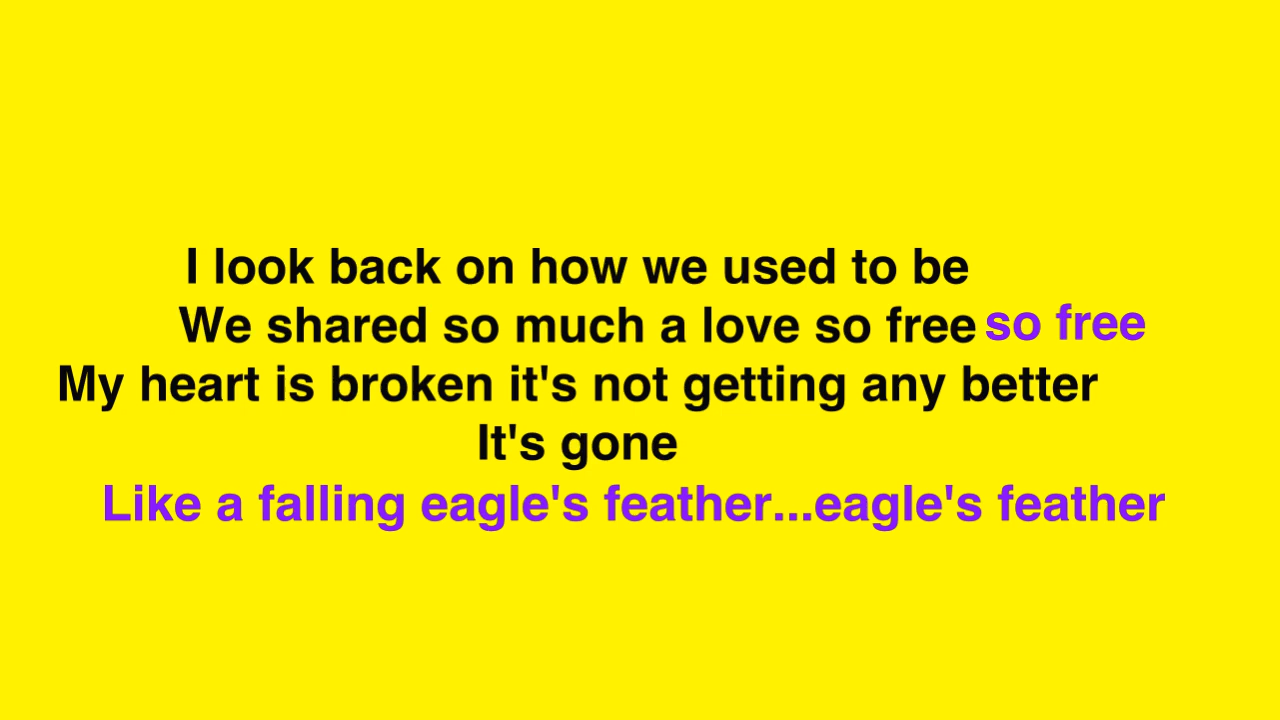 I look back on how we used to be
We shared so much a love so free so free
My heart is broken it's not getting any better
It's gone
Like a falling eagle's feather...eagle's feather